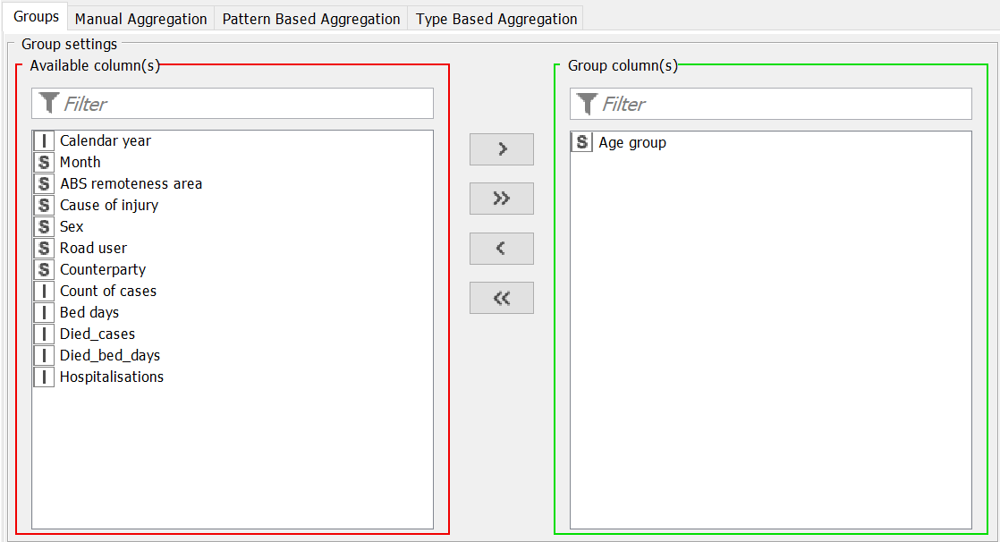 Groups Manual Aggregation Pattern Based Aggregation Type Based Aggregation
Group settings
Available column(s)
Filter
I Calendar year
S Month
S ABS remoteness area
S Cause of injury
S Sex
S Road user
S Counterparty
I Count of cases
I Bed days
I Died_cases
I Died_bed_days
I Hospitalisations
>
>>
<
<<
Group column(s)
Filter
S Age group